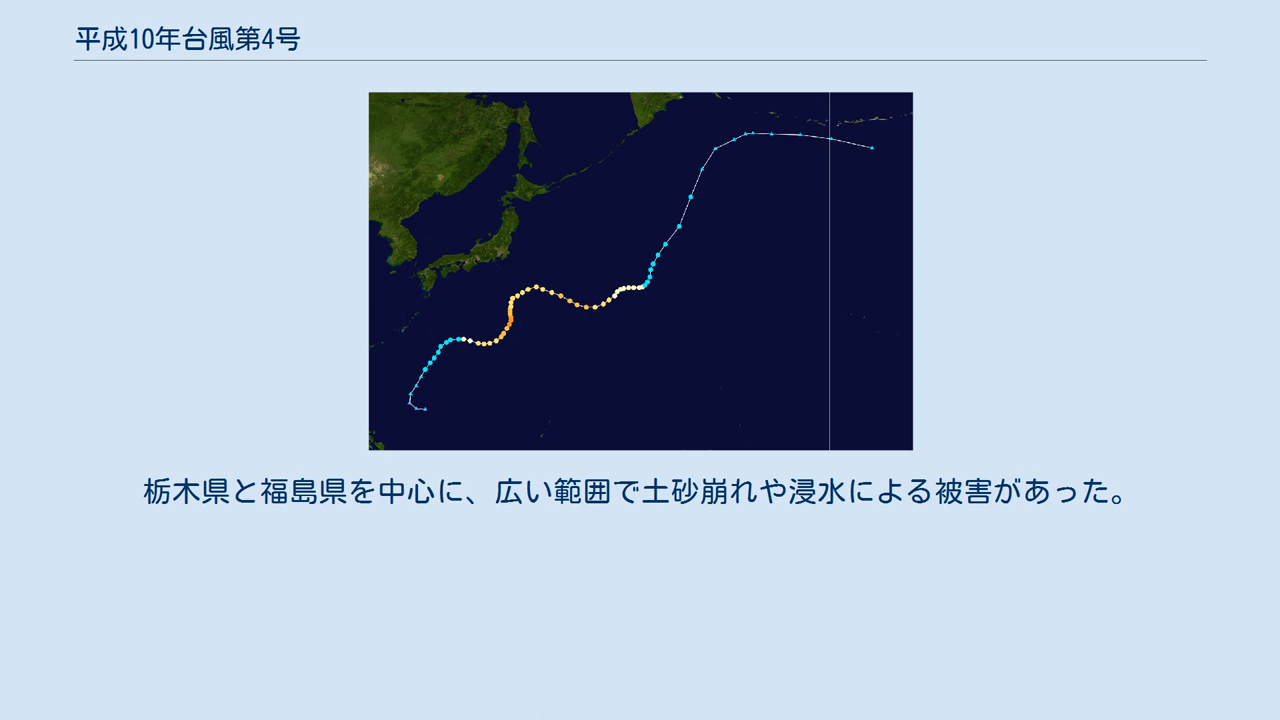 平成10年台風第4号
栃木県と福島県を中心に、広い範囲で土砂崩れや浸水による被害があった。